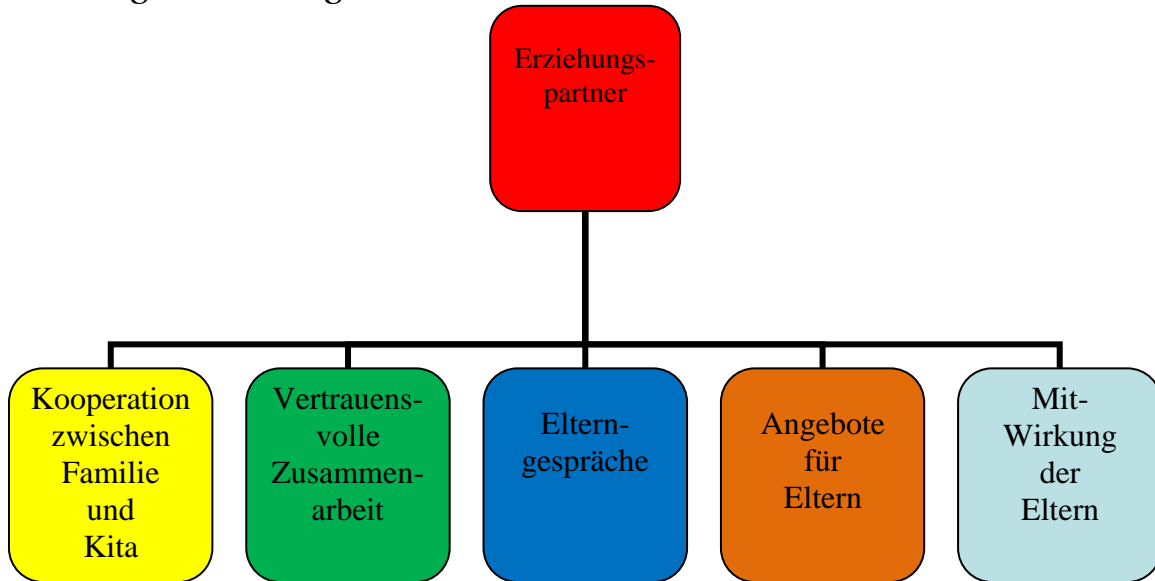 Erziehungs-
partner
Kooperation
zwischen
Familie
und
Kita
Vertrauens-
volle
Zusammen-
arbeit
Eltern-
gespräche
Angebote
für
Eltern
Mit-
Wirkung
der
Eltern